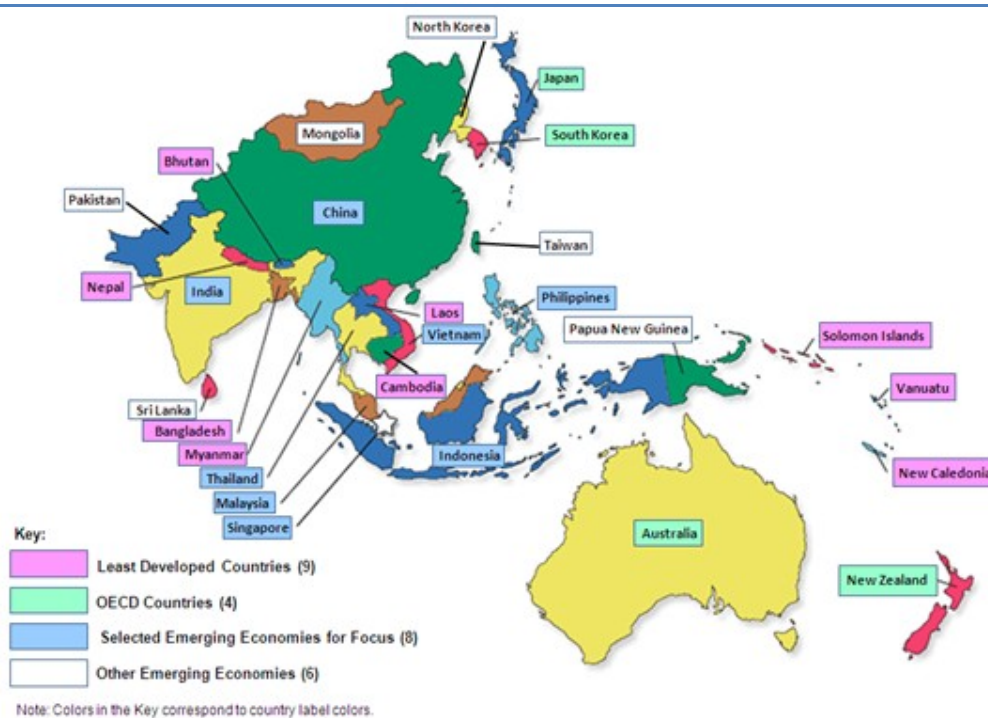 North Korea
Japan
Mongolia
South Korea
Bhutan
Pakistan
China
Taiwan
Nepal
India
Philippines
Laos
Papua New Guinea
Vietnam
Solomon Islands
Cambodia
Vanuatu
Sri Lanka
Bangladesh
Myanmar
Indonesia
New Caledonia
Thailand
Malaysia
Singapore
Australia
New Zealand
Key:
Least Developed Countries (9)
OECD Countries (4)
Selected Emerging Economies for Focus (8)
Other Emerging Economies (6)
Note: Colors in the Key correspond to country label colors.